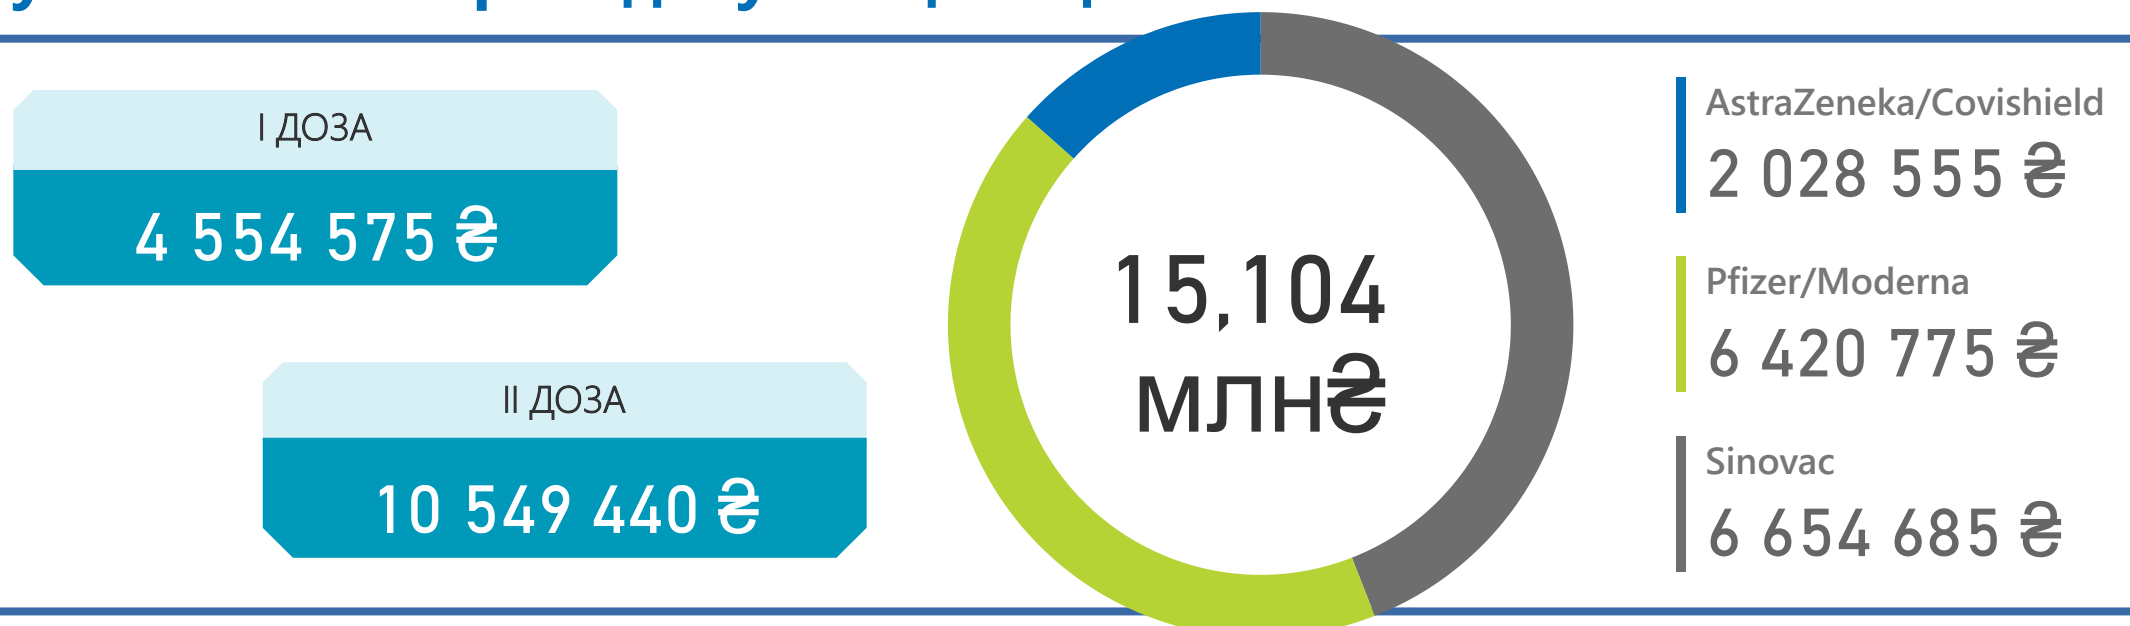 І ДОЗА
4 554 575 ₴
ІІ ДОЗА
10 549 440 ₴
15,104
млн₴
AstraZeneka/Covishield
2 028 555 ₴
Pfizer/Moderna
6 420 775 ₴
Sinovac
6 654 685 ₴